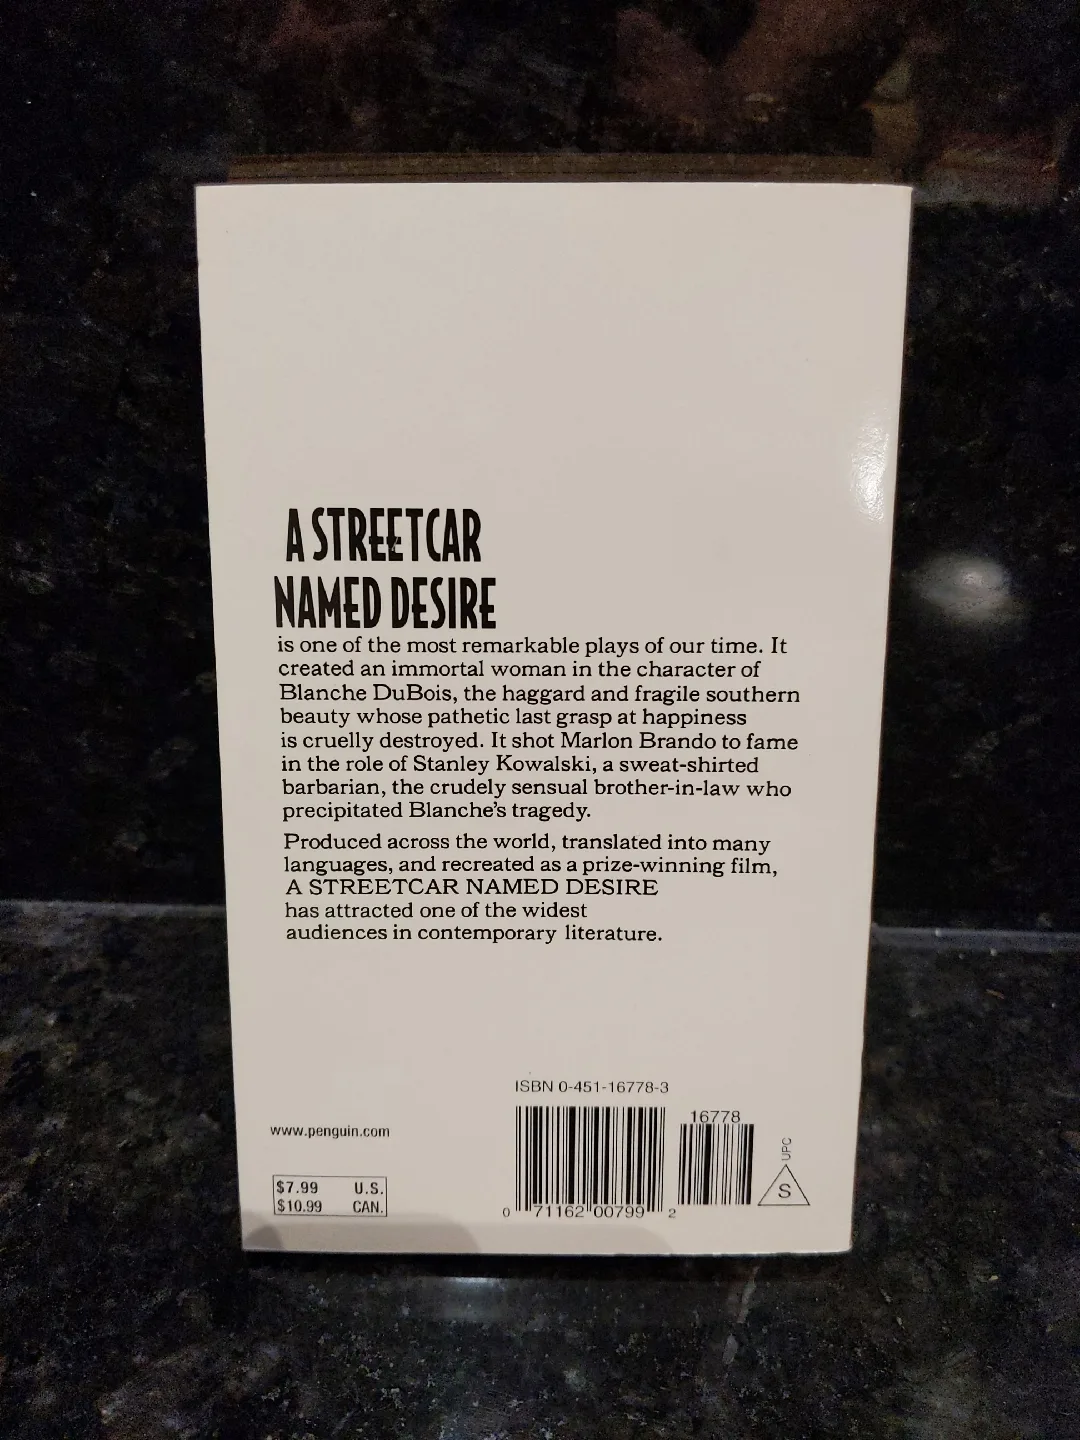 A STREETCAR
NAMED DESIRE
is one of the most remarkable plays of our time. It
created an immortal woman in the character of
Blanche DuBois, the haggard and fragile southern
beauty whose pathetic last grasp at happiness
is cruelly destroyed. It shot Marlon Brando to fame
in the role of Stanley Kowalski, a sweat-shirted
barbarian, the crudely sensual brother-in-law who
precipitated Blanche's tragedy.
Produced across the world, translated into many
languages, and recreated as a prize-winning film,
A STREETCAR NAMED DESIRE
has attracted one of the widest
audiences in contemporary literature.
ISBN 0-451-16778-3
16778
www.penguin.com
UPC
S
$7.99 U.S.
$10.99 CAN.
0 71162 00799 2